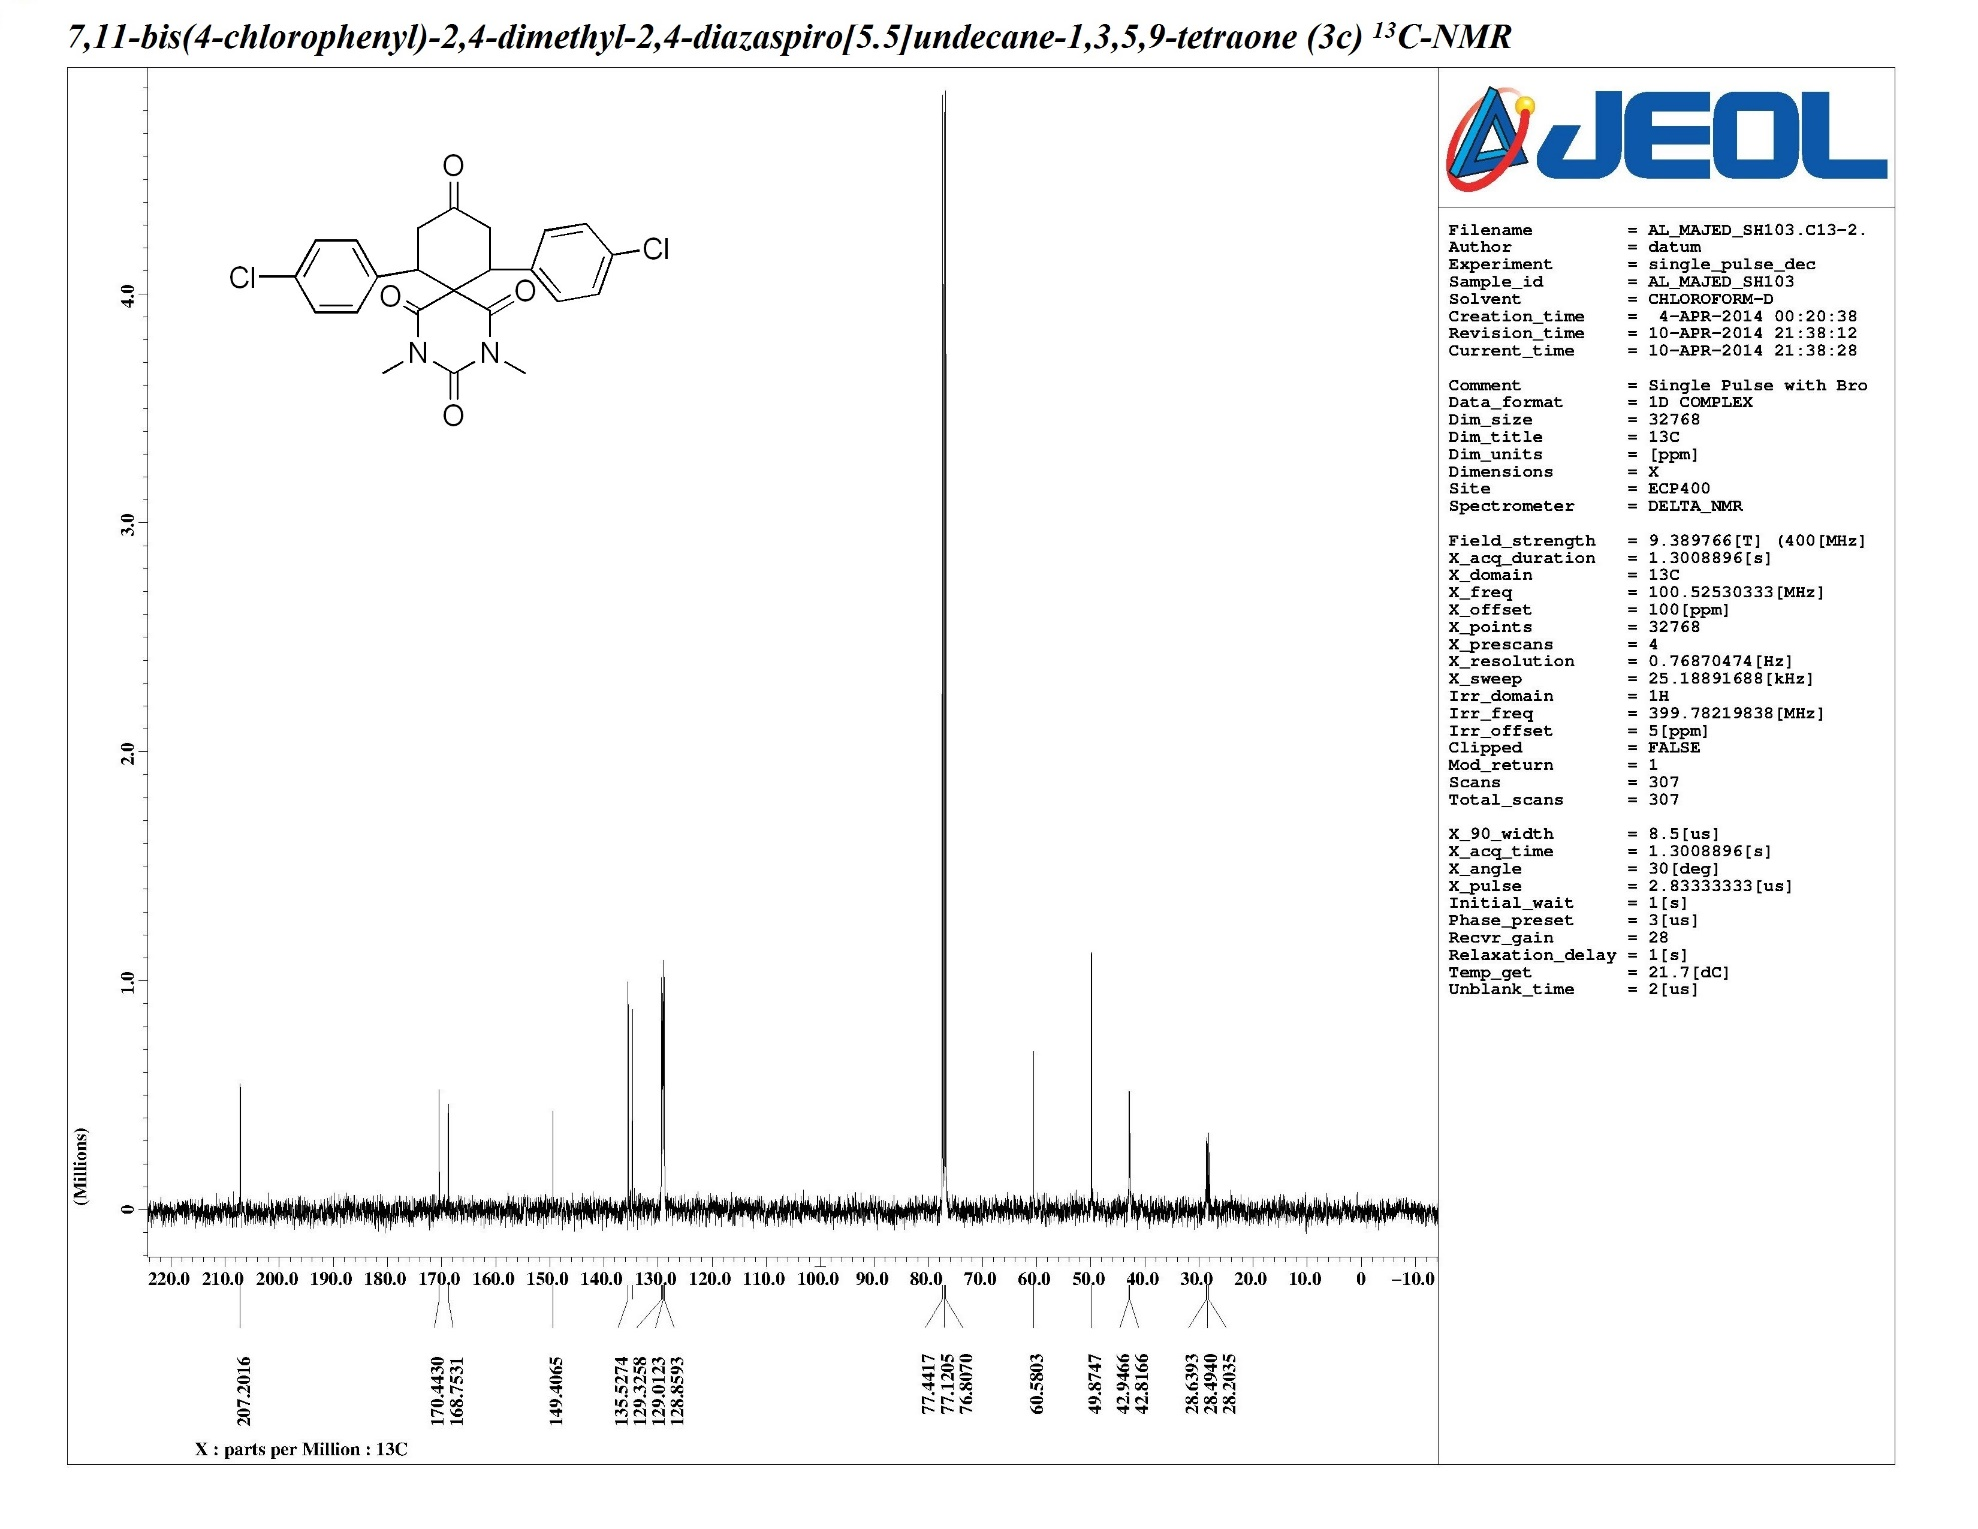 7,11-bis(4-chlorophenyl)-2,4-dimethyl-2,4-diazaspiro[5.5]undecane-1,3,5,9-tetraone (3c) ¹³C-NMR
JEOL
O
Cl
Cl
O
O
N
N
O
4.0
3.0
2.0
1.0
0
(Millions)
220.0 210.0 200.0 190.0 180.0 170.0 160.0 150.0 140.0 130.0 120.0 110.0 100.0 90.0 80.0 70.0 60.0 50.0 40.0 30.0 20.0 10.0 0 −10.0
207.2016
170.4430
168.7531
149.4065
135.5274
129.3258
129.0123
128.8593
77.4417
77.1205
76.8070
60.5803
49.8747
42.9466
42.8166
28.6393
28.4940
28.2035
X : parts per Million : 13C
Filename = AL_MAJED_SH103.C13-2.
Author = datum
Experiment = single_pulse_dec
Sample_id = AL_MAJED_SH103
Solvent = CHLOROFORM-D
Creation_time = 4-APR-2014 00:20:38
Revision_time = 10-APR-2014 21:38:12
Current_time = 10-APR-2014 21:38:28
Comment = Single Pulse with Bro
Data_format = 1D COMPLEX
Dim_size = 32768
Dim_title = 13C
Dim_units = [ppm]
Dimensions = X
Site = ECP400
Spectrometer = DELTA_NMR
Field_strength = 9.389766[T] (400[MHz]
X_acq_duration = 1.3008896[s]
X_domain = 13C
X_freq = 100.52530333[MHz]
X_offset = 100[ppm]
X_points = 32768
X_prescans = 4
X_resolution = 0.76870474[Hz]
X_sweep = 25.18891688[kHz]
Irr_domain = 1H
Irr_freq = 399.78219838[MHz]
Irr_offset = 5[ppm]
Clipped = FALSE
Mod_return = 1
Scans = 307
Total_scans = 307
X_90_width = 8.5[us]
X_acq_time = 1.3008896[s]
X_angle = 30[deg]
X_pulse = 2.83333333[us]
Initial_wait = 1[s]
Phase_preset = 3[us]
Recvr_gain = 28
Relaxation_delay = 1[s]
Temp_get = 21.7[dC]
Unblank_time = 2[us]